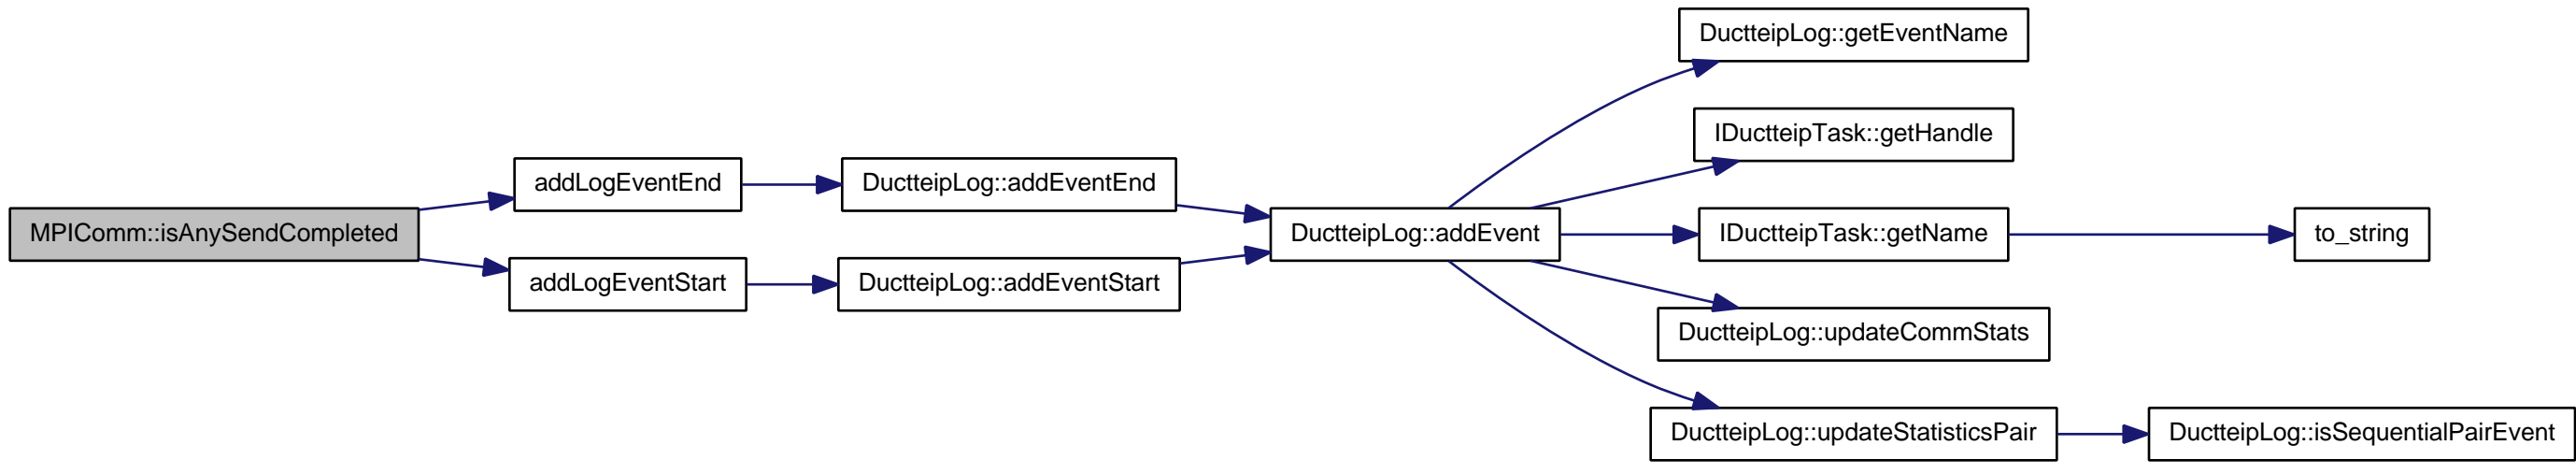 MPIComm::isAnySendCompleted
addLogEventEnd
addLogEventStart
DuctteipLog::addEventEnd
DuctteipLog::addEventStart
DuctteipLog::addEvent
DuctteipLog::getEventName
IDuctteipTask::getHandle
IDuctteipTask::getName
DuctteipLog::updateCommStats
DuctteipLog::updateStatisticsPair
to_string
DuctteipLog::isSequentialPairEvent